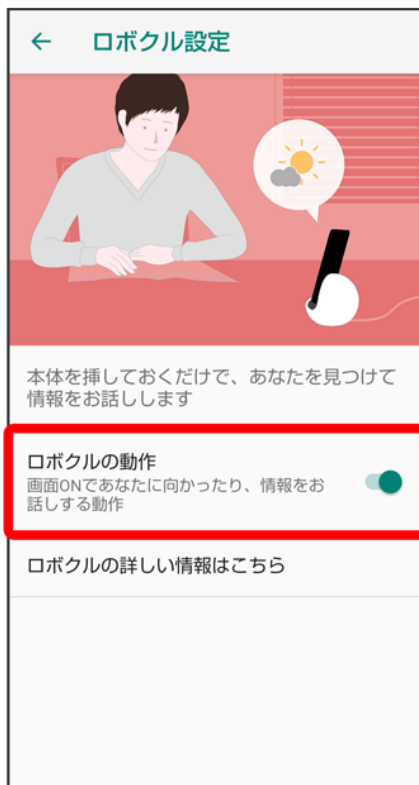 ← ロボクル設定
本体を挿しておくだけで、あなたを見つけて
情報をお話しします
ロボクルの動作
画面ONであなたに向かったり、情報をお
話しする動作
ロボクルの詳しい情報はこちら